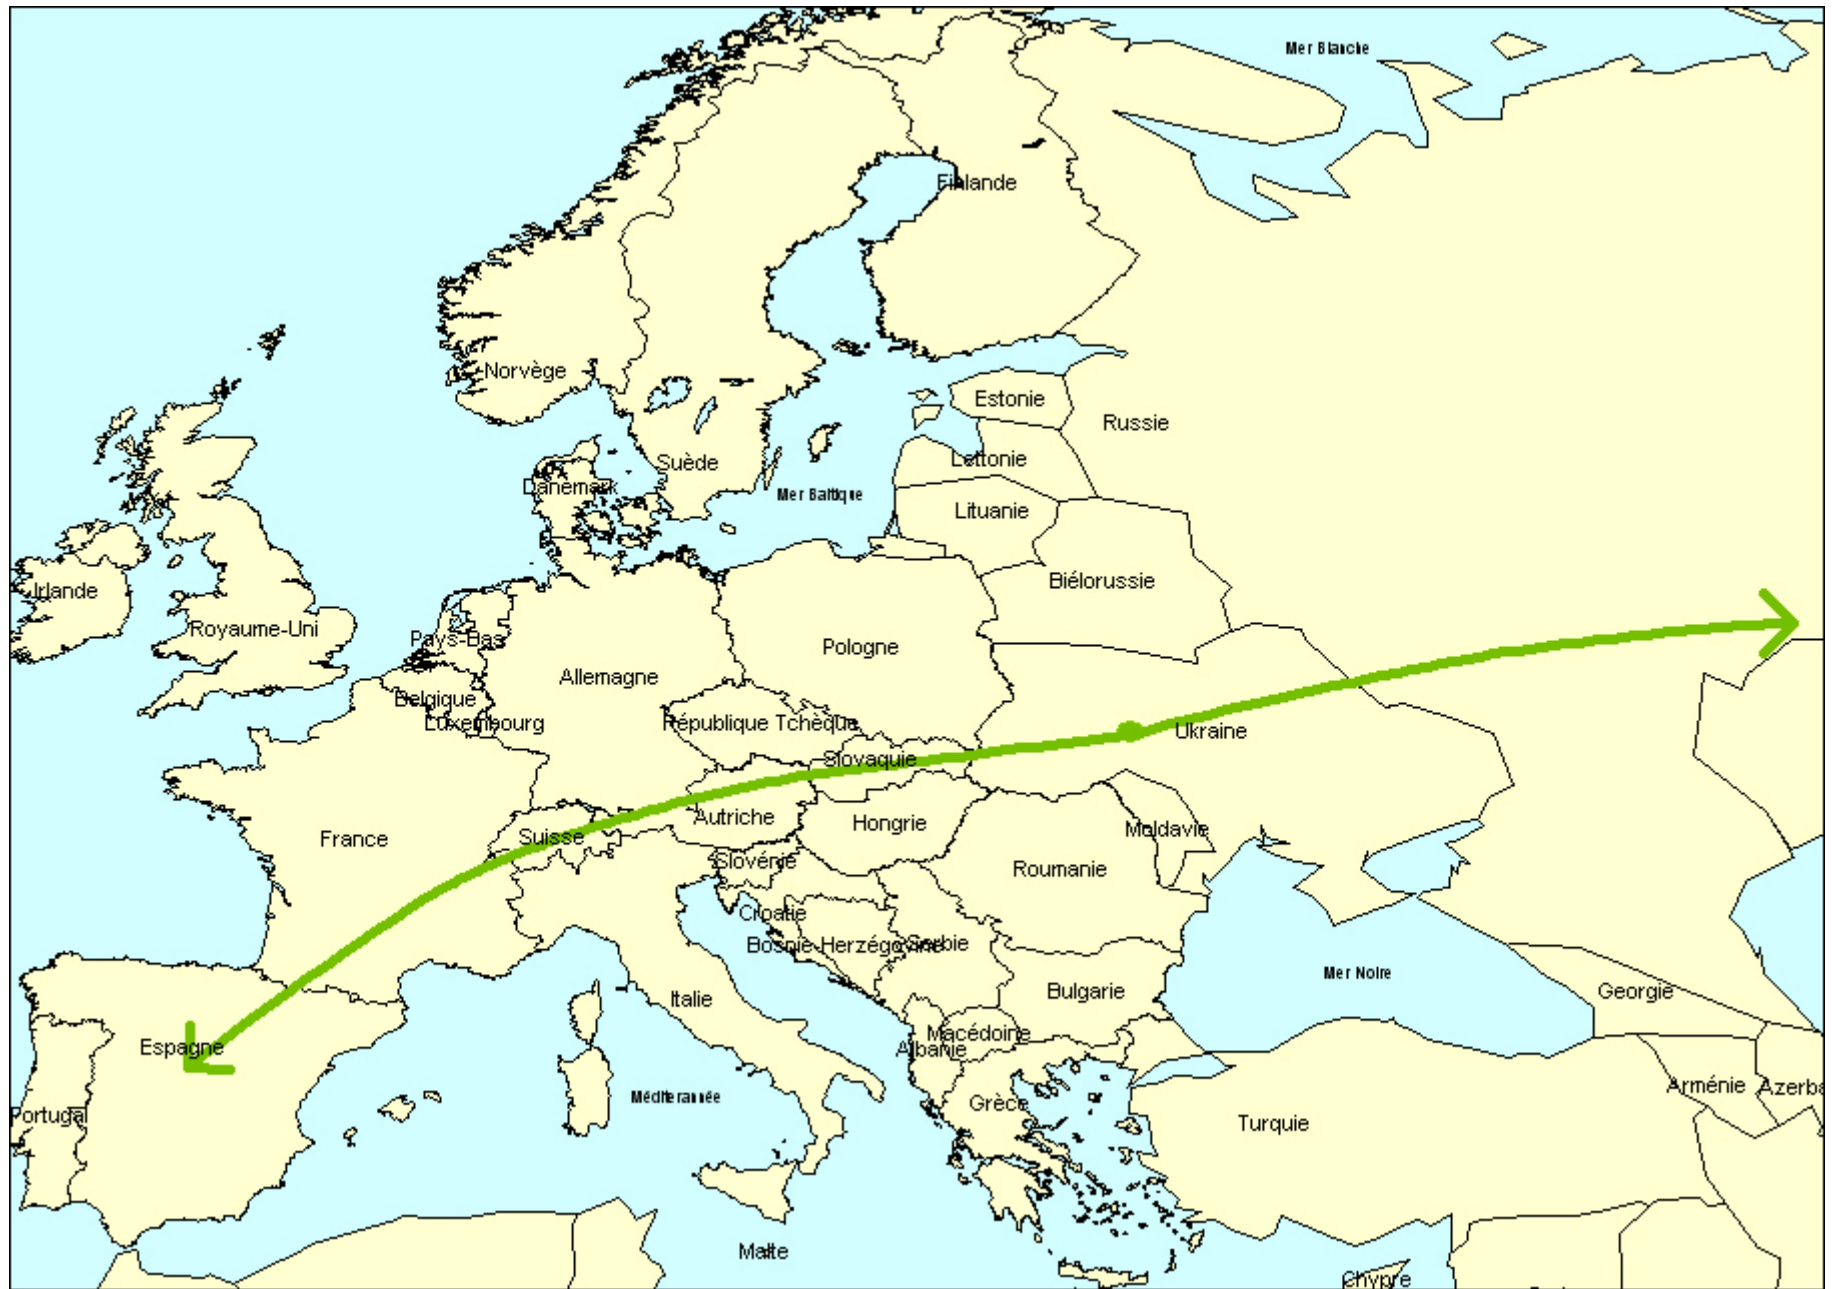 Mer Blanche
Finlande
Norvège
Estonie
Russie
Lettonie
Suède
Danemark
Mer Baltique
Lituanie
Biélorussie
Irlande
Royaume-Uni
Pays-Bas
Pologne
Allemagne
Belgique
Luxembourg
République Tchèque
Ukraine
Slovaquie
Autriche
Hongrie
Moldavie
Suisse
France
Slovénie
Roumanie
Croatie
Bosnie-Herzégovine
Serbie
Mer Noire
Bulgarie
Georgie
Italie
Macédoine
Espagne
Albanie
Arménie
Azerba
Méditerannée
Grèce
Portugal
Turquie
Malte
Chypre